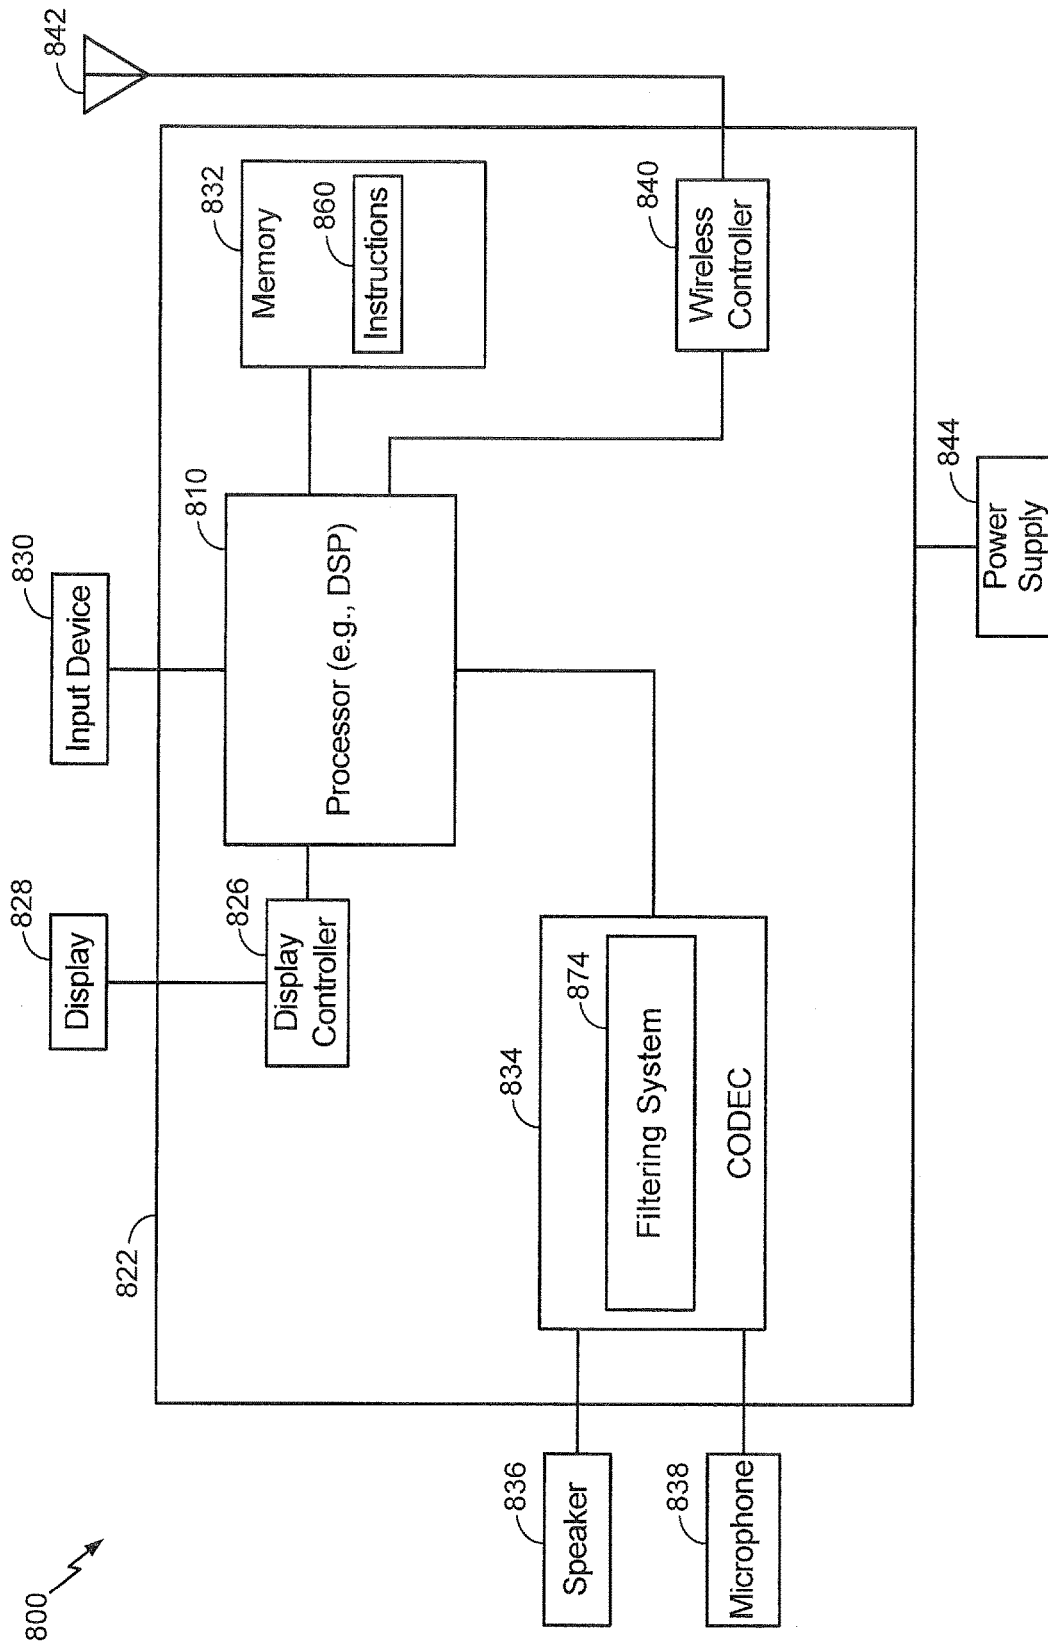 800
822
828
Display
830
Input Device
842
826
Display
Controller
810
Processor (e.g., DSP)
832
Memory
860
Instructions
834
874
Filtering System
CODEC
840
Wireless
Controller
836
Speaker
838
Microphone
844
Power
Supply